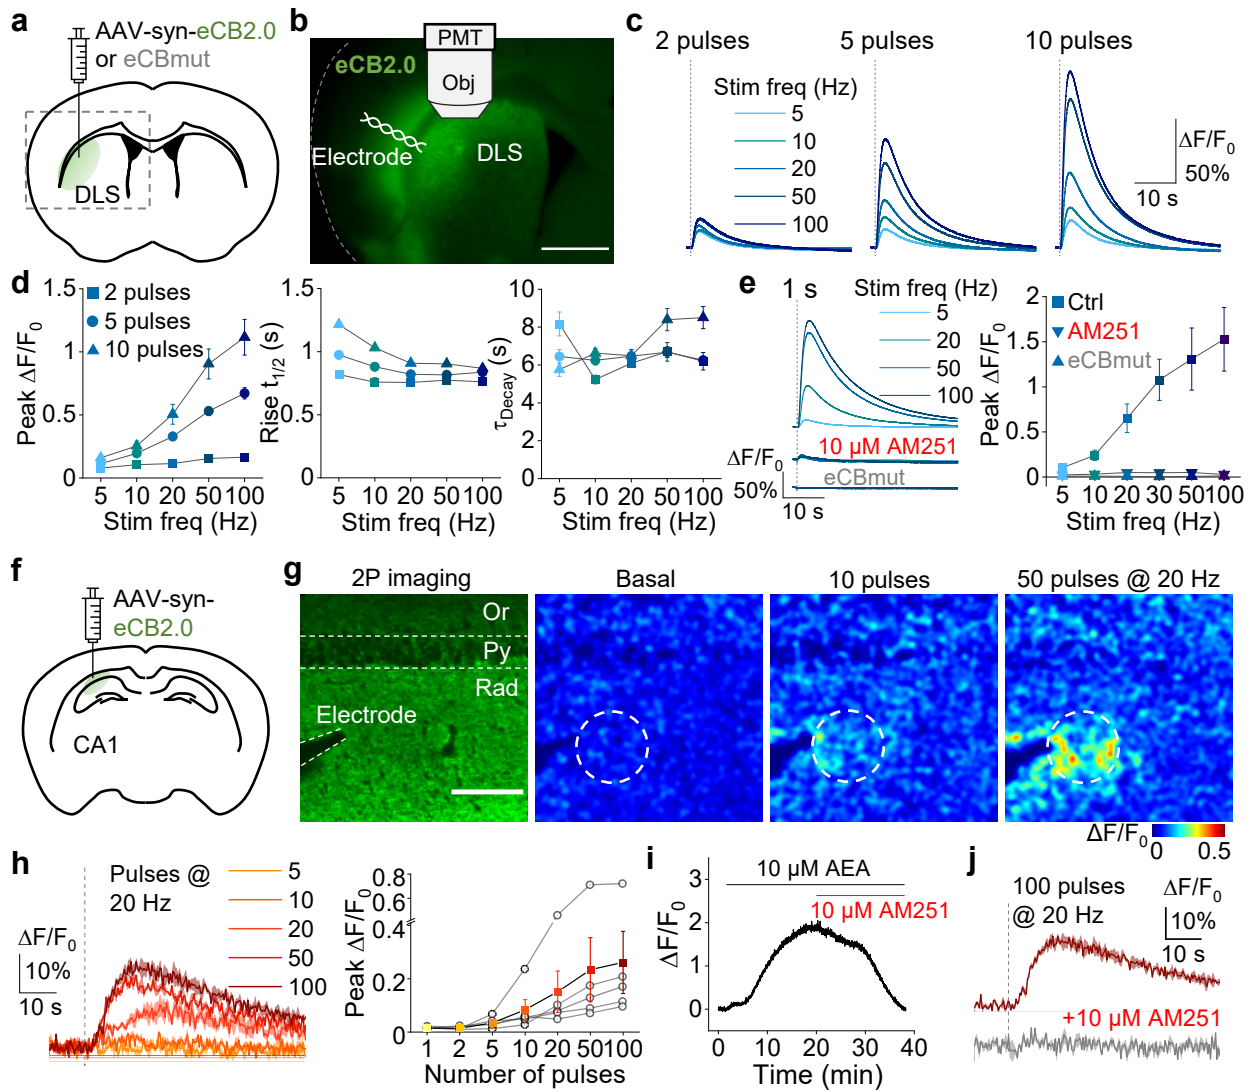 a
AAV-syn-eCB2.0
or eCBmut
DLS
b
PMT
Obj
eCB2.0
Electrode
DLS
c
2 pulses
5 pulses
10 pulses
Stim freq (Hz)
5
10
20
50
100
ΔF/F0
50%
10 s
d
Peak ΔF/F0
1.5
1
0.5
0
2 pulses
5 pulses
10 pulses
5 10 20 50 100
Stim freq (Hz)
Rise t1/2 (s)
1.5
1
0.5
0
5 10 20 50 100
Stim freq (Hz)
τDecay (s)
10
8
6
4
2
0
5 10 20 50 100
Stim freq (Hz)
e
1 s
Stim freq (Hz)
5
20
50
100
10 µM AM251
ΔF/F0
50%
eCBmut
10 s
Peak ΔF/F0
2
1.5
1
0.5
0
Ctrl
AM251
eCBmut
5 10 20 30 50 100
Stim freq (Hz)
f
AAV-syn-
eCB2.0
CA1
g
2P imaging
Basal
10 pulses
50 pulses @ 20 Hz
Or
Py
Rad
Electrode
ΔF/F0
0 0.5
h
Pulses @
20 Hz
5
10
20
50
100
ΔF/F0
10%
10 s
Peak ΔF/F0
0.8
0.4
0.2
0
1 2 5 10 20 50 100
Number of pulses
i
10 µM AEA
10 µM AM251
ΔF/F0
3
2
1
0
0 10 20 30 40
Time (min)
j
100 pulses
@ 20 Hz
ΔF/F0
10%
10 s
+10 µM AM251